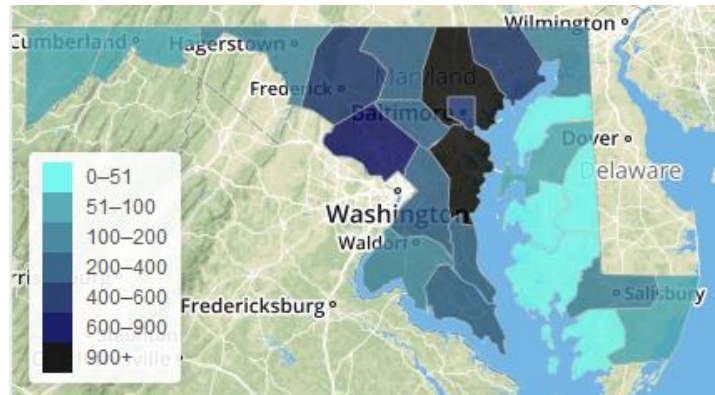 Wilmington
Cumberland
Hagerstown
Maryland
Frederick
Baltimore
Dover
Delaware
0–51
51–100
100–200
200–400
400–600
600–900
900+
Washington
Waldorf
Salisbury
Fredericksburg